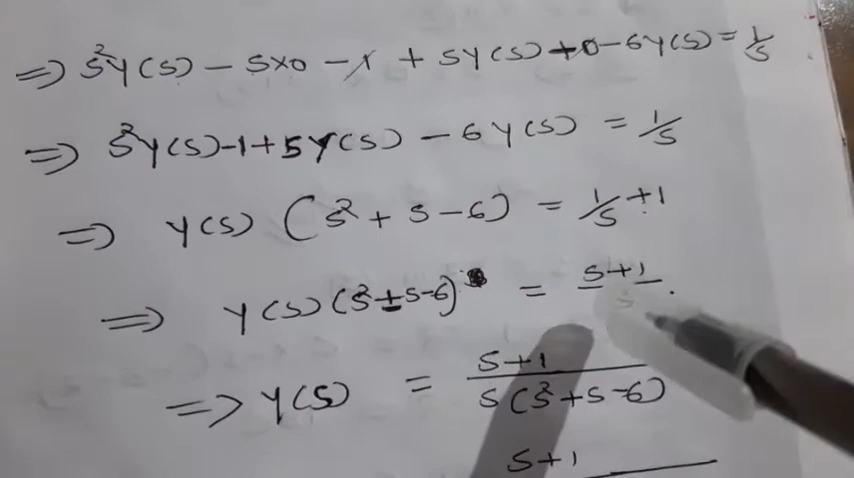 ⇒ s²Y(s) - s×0 - 1 + sY(s) + 0 - 6Y(s) = 1/s
⇒ s²Y(s) - 1 + sY(s) - 6Y(s) = 1/s
⇒ Y(s) (s² + s - 6) = 1/s + 1
⇒ Y(s) (s² + s - 6) = (s+1)/s.
⇒ Y(s) = (s+1)/(s(s² + s - 6))
s+1